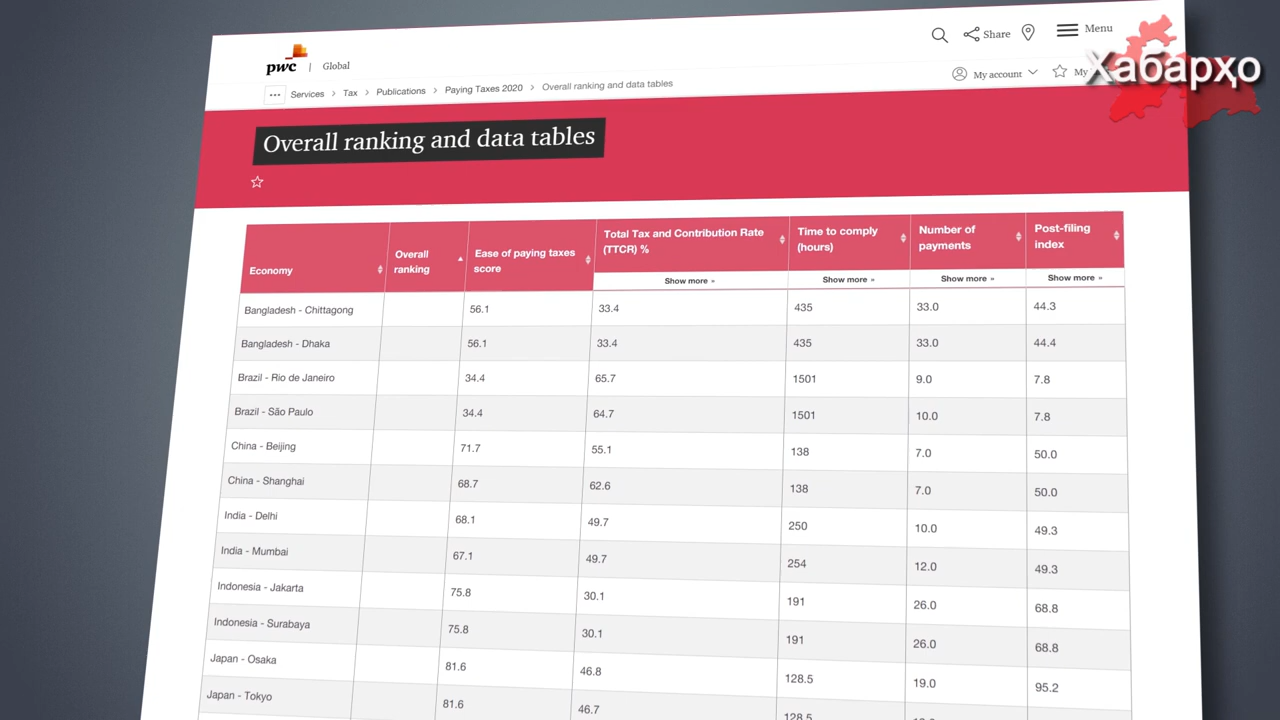 Share
Menu
Хабарҳо
pwc | Global
My account
My
... Services > Tax > Publications > Paying Taxes 2020 > Overall ranking and data tables
Overall ranking and data tables
Economy Overall ranking Ease of paying taxes score Total Tax and Contribution Rate (TTCR) % Time to comply (hours) Number of payments Post-filing index
Show more » Show more » Show more » Show more »
Bangladesh - Chittagong 56.1 33.4 435 33.0 44.3
Bangladesh - Dhaka 56.1 33.4 435 33.0 44.4
Brazil - Rio de Janeiro 34.4 65.7 1501 9.0 7.8
Brazil - São Paulo 34.4 64.7 1501 10.0 7.8
China - Beijing 71.7 55.1 138 7.0 50.0
China - Shanghai 68.7 62.6 138 7.0 50.0
India - Delhi 68.1 49.7 250 10.0 49.3
India - Mumbai 67.1 49.7 254 12.0 49.3
Indonesia - Jakarta 75.8 30.1 191 26.0 68.8
Indonesia - Surabaya 75.8 30.1 191 26.0 68.8
Japan - Osaka 81.6 46.8 128.5 19.0 95.2
Japan - Tokyo 81.6 46.7 128.5